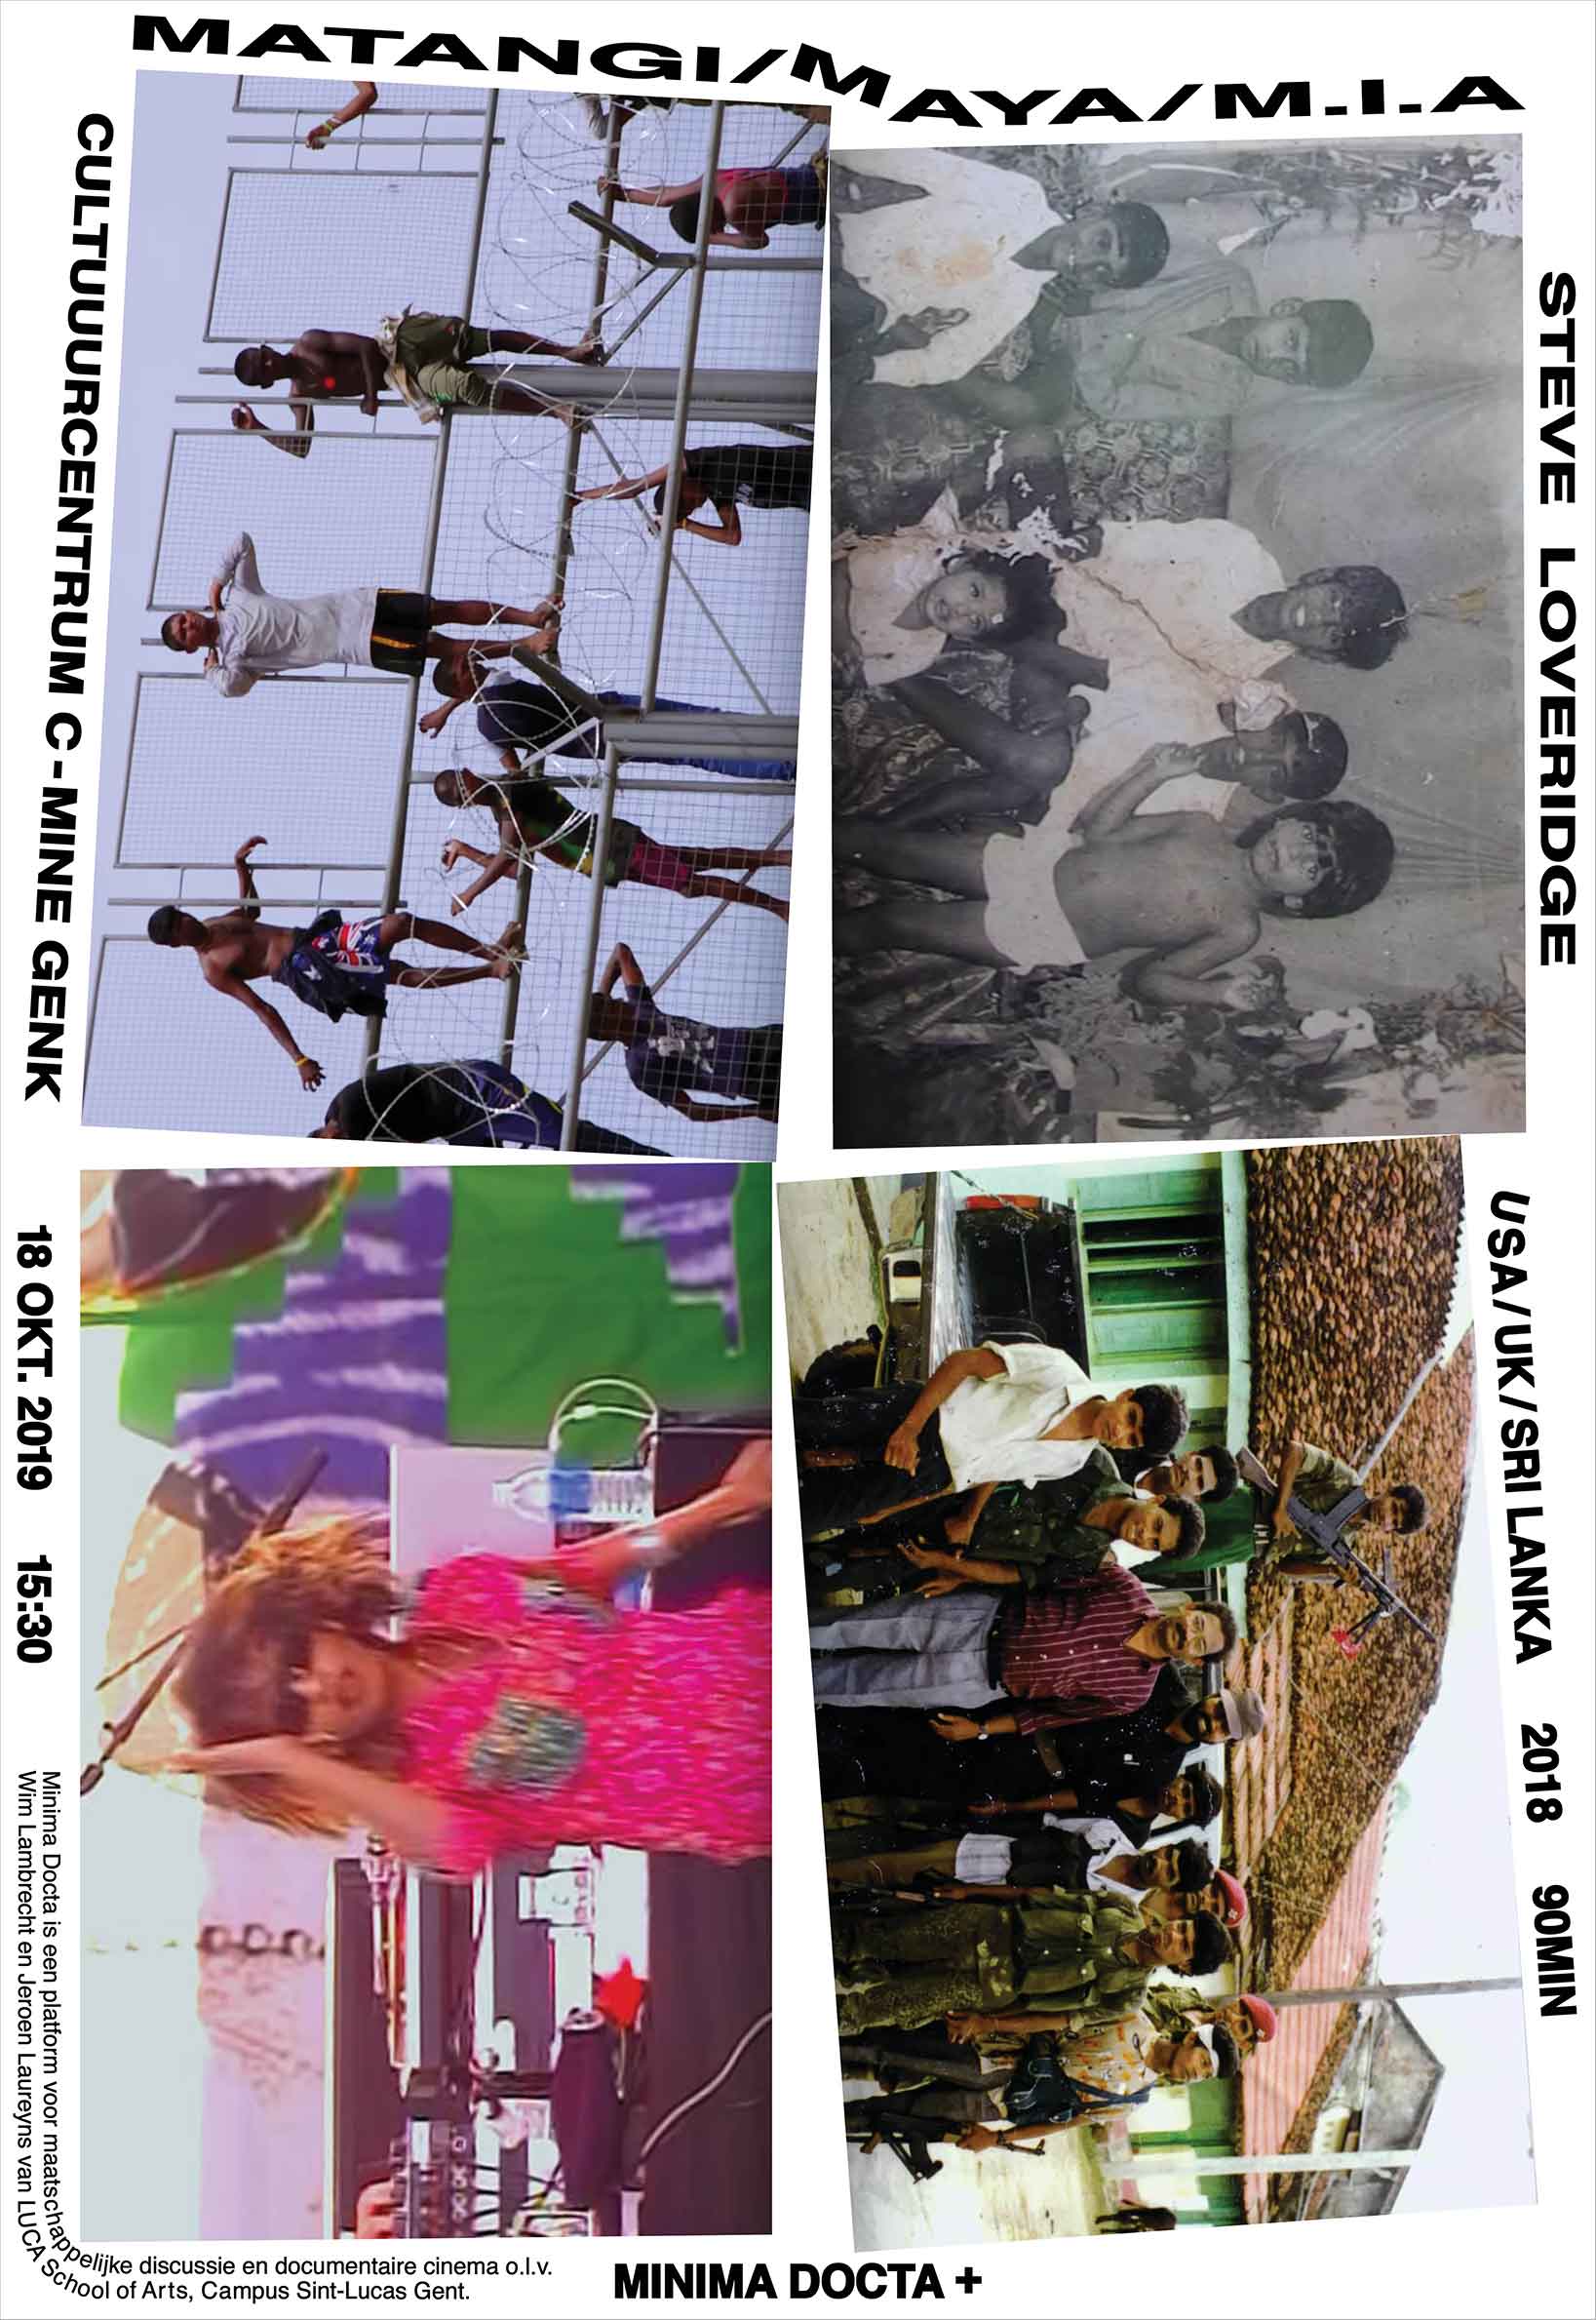 MATANGI/MAYA/M.I.A
STEVE LOVERIDGE
USA/UK/SRI LANKA 2018 90MIN
CULTUUURCENTRUM C-MINE GENK
18 OKT. 2019 15:30
Minima Docta is een platform voor maatschappelijke discussie en documentaire cinema o.l.v.
Wim Lambrecht en Jeroen Laureyns van LUCA School of Arts, Campus Sint-Lucas Gent.
MINIMA DOCTA +